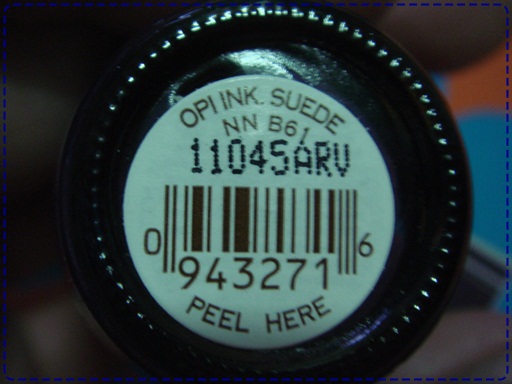 OPI INK. SUEDE
NN B61
11045ARV
0 943271 6
PEEL HERE